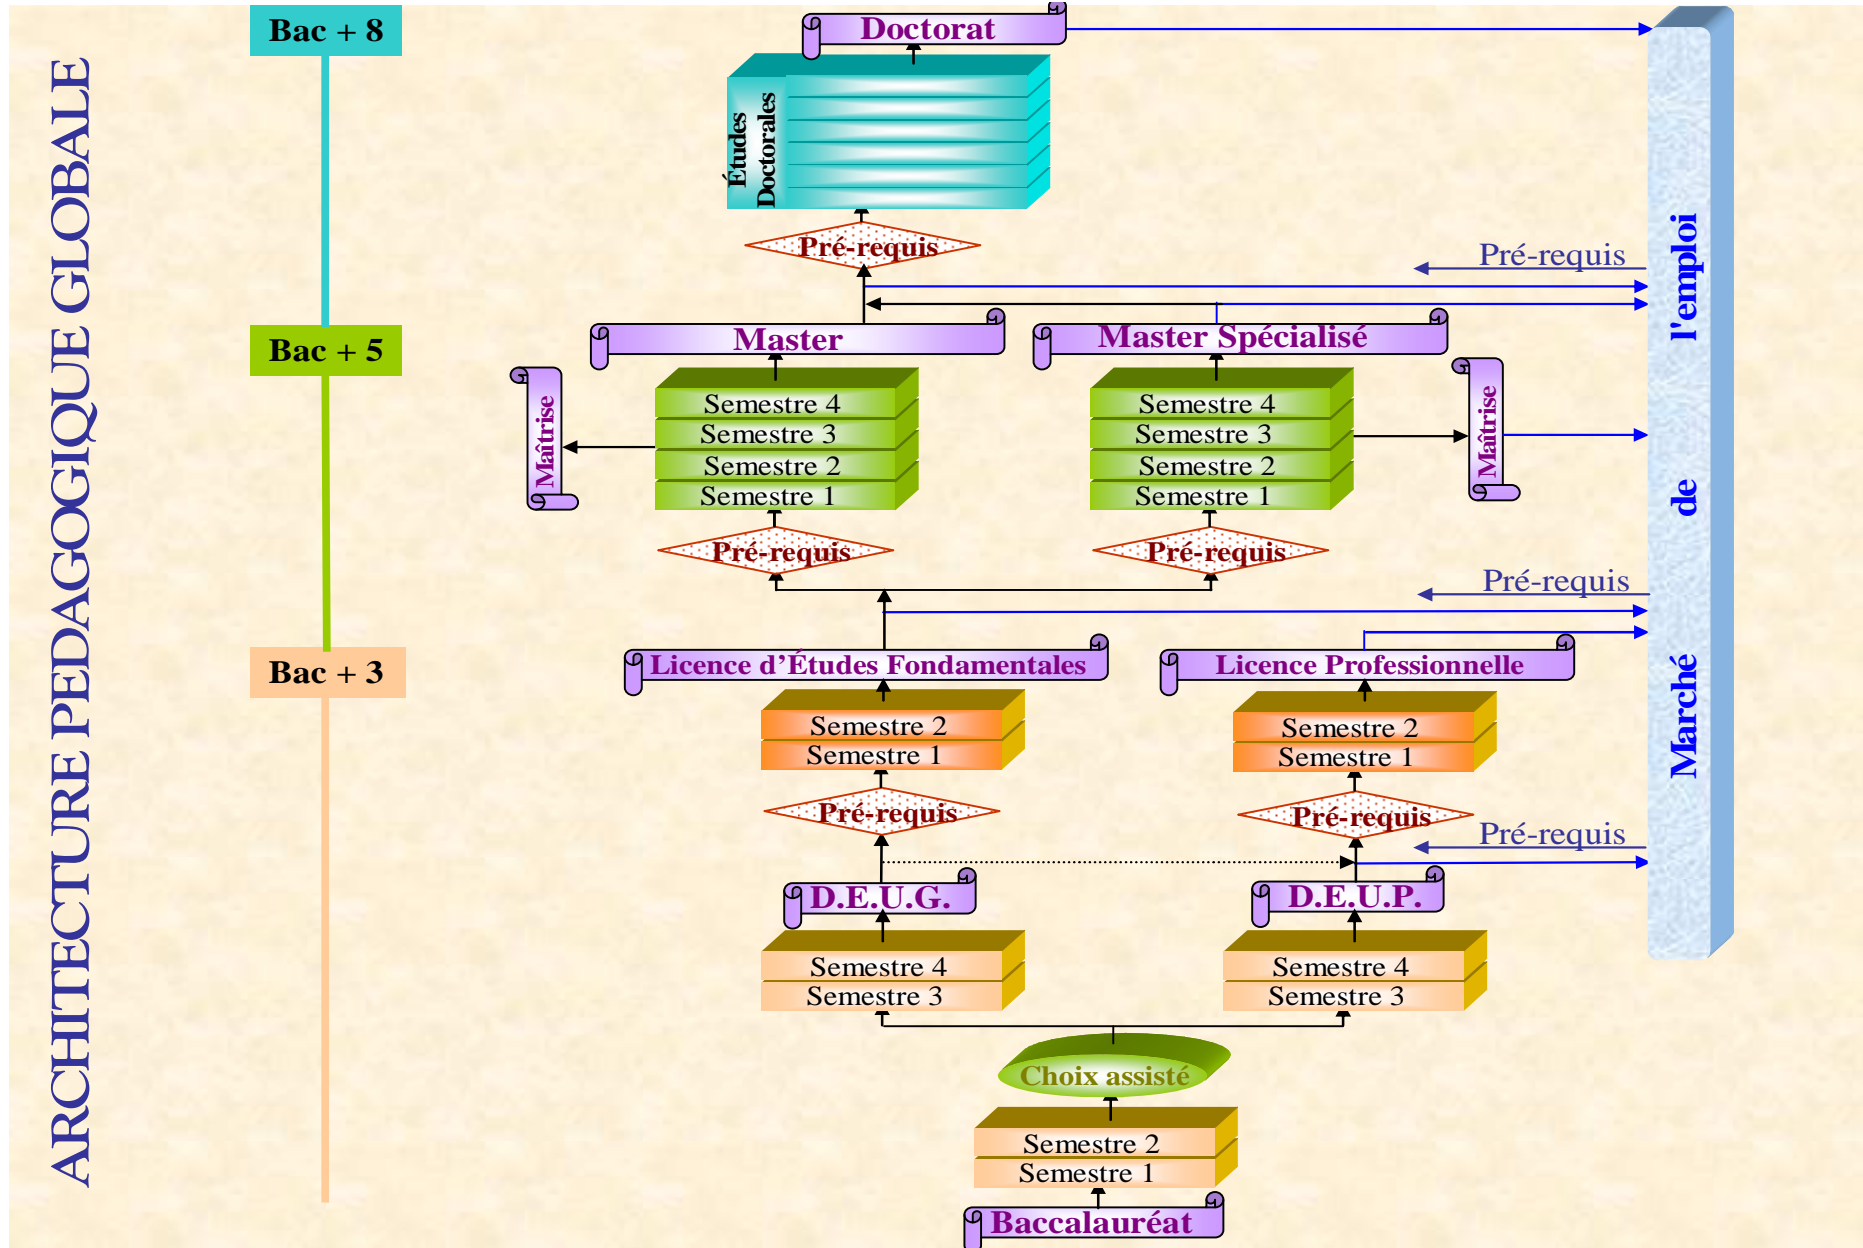 ARCHITECTURE PEDAGOGIQUE GLOBALE
Bac + 8
Bac + 5
Bac + 3
Doctorat
Études
Doctorales
Pré-requis
Pré-requis
Master
Master Spécialisé
Maîtrise
Semestre 4
Semestre 3
Semestre 2
Semestre 1
Semestre 4
Semestre 3
Semestre 2
Semestre 1
Maîtrise
Pré-requis
Pré-requis
Pré-requis
Licence d’Études Fondamentales
Licence Professionnelle
Semestre 2
Semestre 1
Semestre 2
Semestre 1
Pré-requis
Pré-requis
Pré-requis
D.E.U.G.
D.E.U.P.
Semestre 4
Semestre 3
Semestre 4
Semestre 3
Choix assisté
Semestre 2
Semestre 1
Baccalauréat
Marché de l'emploi